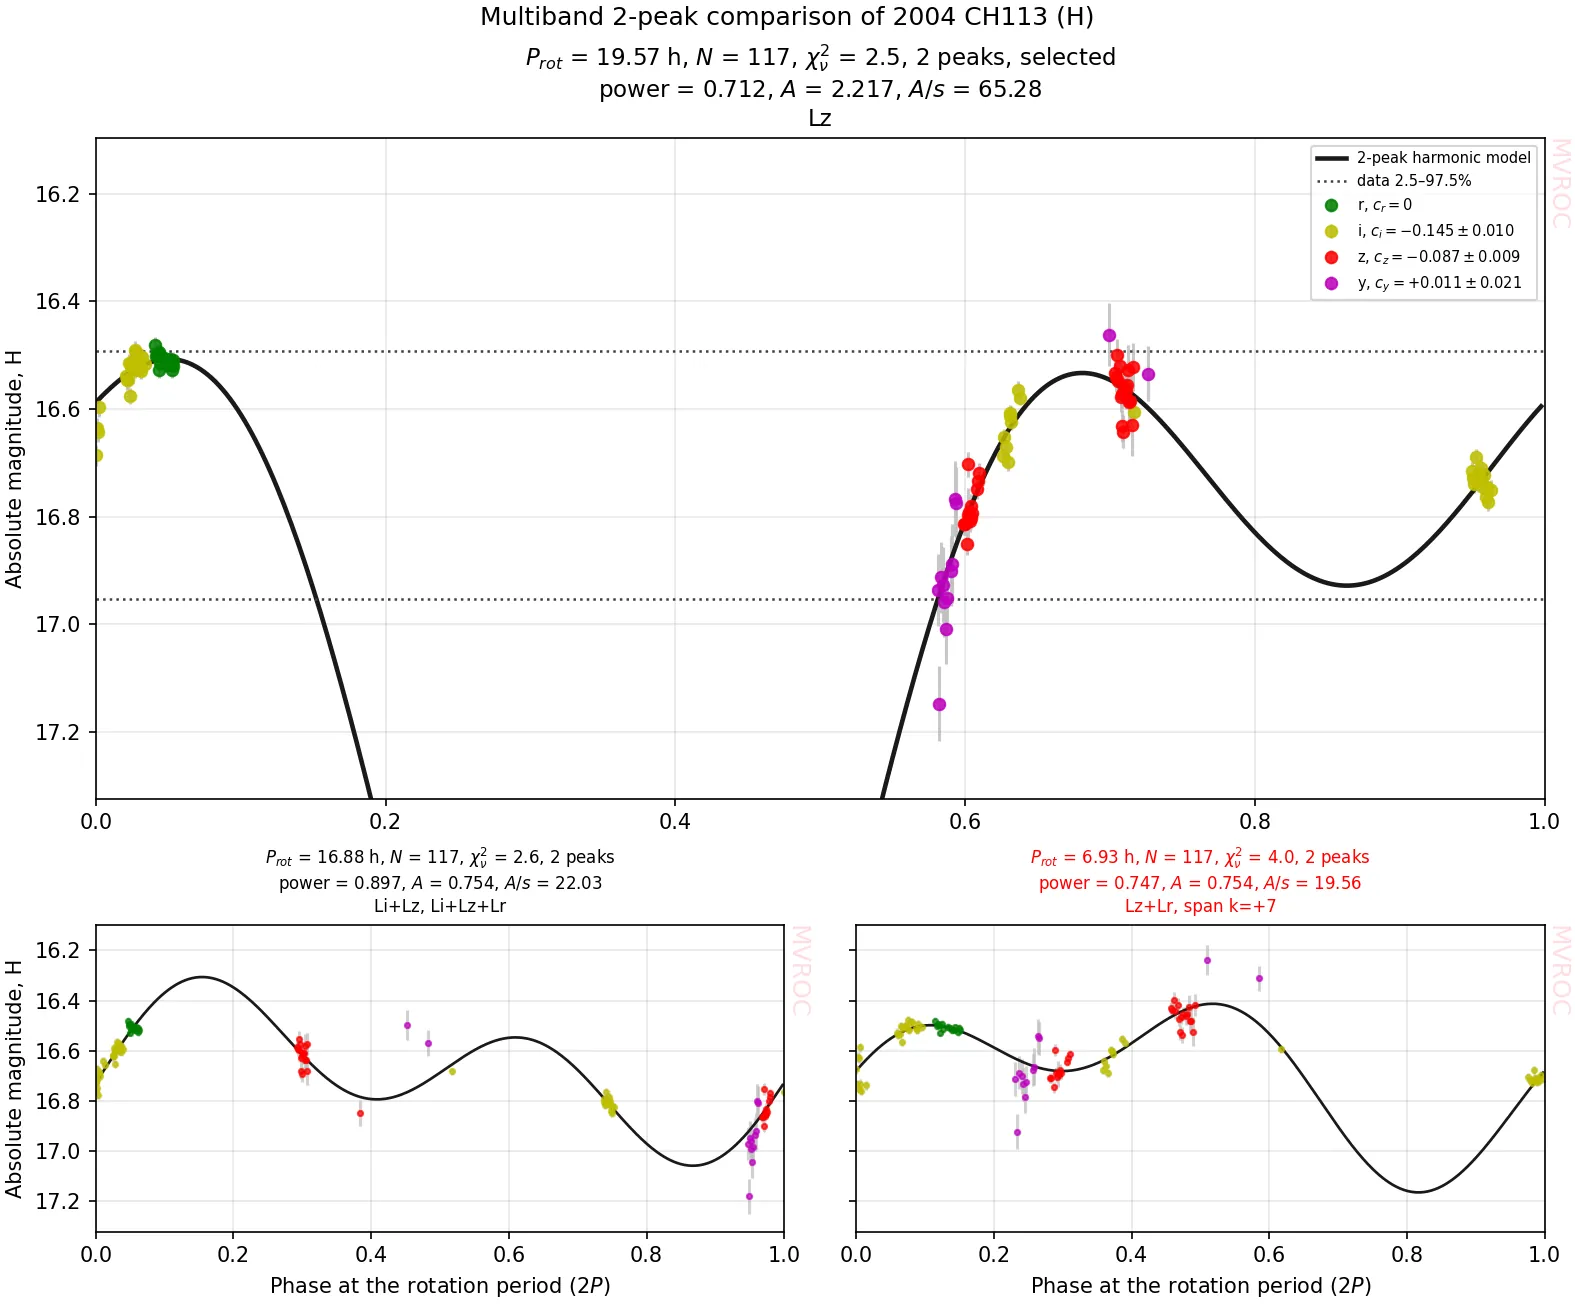 Multiband 2-peak comparison of 2004 CH113 (H)
P_rot = 19.57 h, N = 117, χ²_ν = 2.5, 2 peaks, selected
power = 0.712, A = 2.217, A/s = 65.28
Lz
MVROC
2-peak harmonic model
data 2.5–97.5%
r, c_r = 0
i, c_i = −0.145 ± 0.010
z, c_z = −0.087 ± 0.009
y, c_y = +0.011 ± 0.021
Absolute magnitude, H
16.2
16.4
16.6
16.8
17.0
17.2
0.0 0.2 0.4 0.6 0.8 1.0
P_rot = 16.88 h, N = 117, χ²_ν = 2.6, 2 peaks
power = 0.897, A = 0.754, A/s = 22.03
Li+Lz, Li+Lz+Lr
MVROC
Absolute magnitude, H
16.2
16.4
16.6
16.8
17.0
17.2
0.0 0.2 0.4 0.6 0.8 1.0
Phase at the rotation period (2P)
P_rot = 6.93 h, N = 117, χ²_ν = 4.0, 2 peaks
power = 0.747, A = 0.754, A/s = 19.56
Lz+Lr, span k=+7
MVROC
0.0 0.2 0.4 0.6 0.8 1.0
Phase at the rotation period (2P)